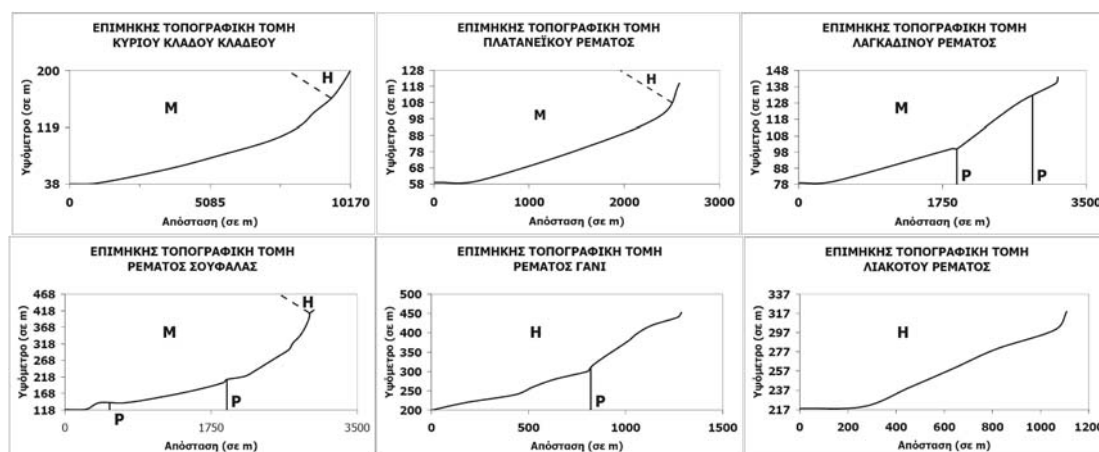 ΕΠΙΜΗΚΗΣ ΤΟΠΟΓΡΑΦΙΚΗ ΤΟΜΗ
ΚΥΡΙΟΥ ΚΛΑΔΟΥ ΚΛΑΔΕΟΥ
Υψόμετρο (σε m)
200
119
38
M
H
0
5085
10170
Απόσταση (σε m)
ΕΠΙΜΗΚΗΣ ΤΟΠΟΓΡΑΦΙΚΗ ΤΟΜΗ
ΠΛΑΤΑΝΕΪΚΟΥ ΡΕΜΑΤΟΣ
Υψόμετρο (σε m)
128
118
108
98
88
78
68
58
M
H
0
1000
2000
3000
Απόσταση (σε m)
ΕΠΙΜΗΚΗΣ ΤΟΠΟΓΡΑΦΙΚΗ ΤΟΜΗ
ΛΑΓΚΑΔΙΝΟΥ ΡΕΜΑΤΟΣ
Υψόμετρο (σε m)
148
138
128
118
108
98
88
78
M
P
P
0
1750
3500
Απόσταση (σε m)
ΕΠΙΜΗΚΗΣ ΤΟΠΟΓΡΑΦΙΚΗ ΤΟΜΗ
ΡΕΜΑΤΟΣ ΣΟΥΦΑΛΑΣ
Υψόμετρο (σε m)
468
418
368
318
268
218
168
118
M
H
P
P
0
1750
3500
Απόσταση (σε m)
ΕΠΙΜΗΚΗΣ ΤΟΠΟΓΡΑΦΙΚΗ ΤΟΜΗ
ΡΕΜΑΤΟΣ ΓΑΝΙ
Υψόμετρο (σε m)
500
450
400
350
300
250
200
H
P
0
500
1000
1500
Απόσταση (σε m)
ΕΠΙΜΗΚΗΣ ΤΟΠΟΓΡΑΦΙΚΗ ΤΟΜΗ
ΛΙΑΚΟΤΟΥ ΡΕΜΑΤΟΣ
Υψόμετρο (σε m)
337
317
297
277
257
237
217
H
0
200
400
600
800
1000
1200
Απόσταση (σε m)